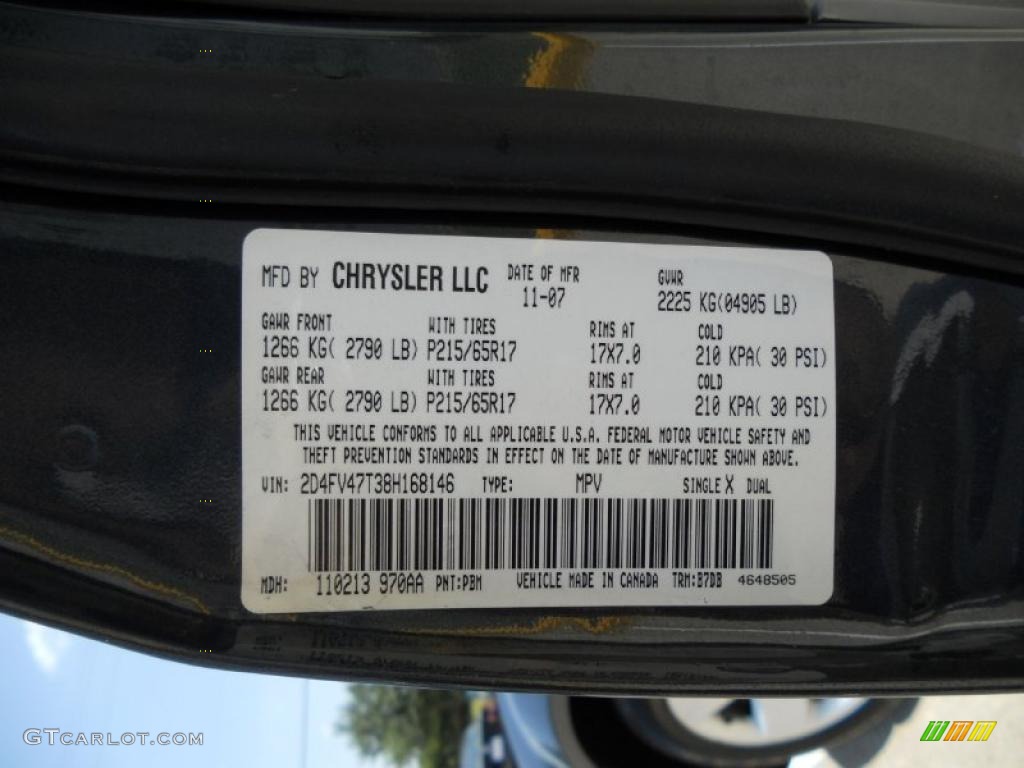 MFD BY CHRYSLER LLC DATE OF MFR GVWR
11-07 2225 KG(04905 LB)
GAWR FRONT WITH TIRES RIMS AT COLD
1266 KG( 2790 LB) P215/65R17 17X7.0 210 KPA( 30 PSI)
GAWR REAR WITH TIRES RIMS AT COLD
1266 KG( 2790 LB) P215/65R17 17X7.0 210 KPA( 30 PSI)
THIS VEHICLE CONFORMS TO ALL APPLICABLE U.S.A. FEDERAL MOTOR VEHICLE SAFETY AND
THEFT PREVENTION STANDARDS IN EFFECT ON THE DATE OF MANUFACTURE SHOWN ABOVE.
VIN: 2D4FV47T38H168146 TYPE: MPV SINGLE X DUAL
MDH: 110213 970AA PNT:PBM VEHICLE MADE IN CANADA TRM:B7DB 4648505
GTCarLot.com